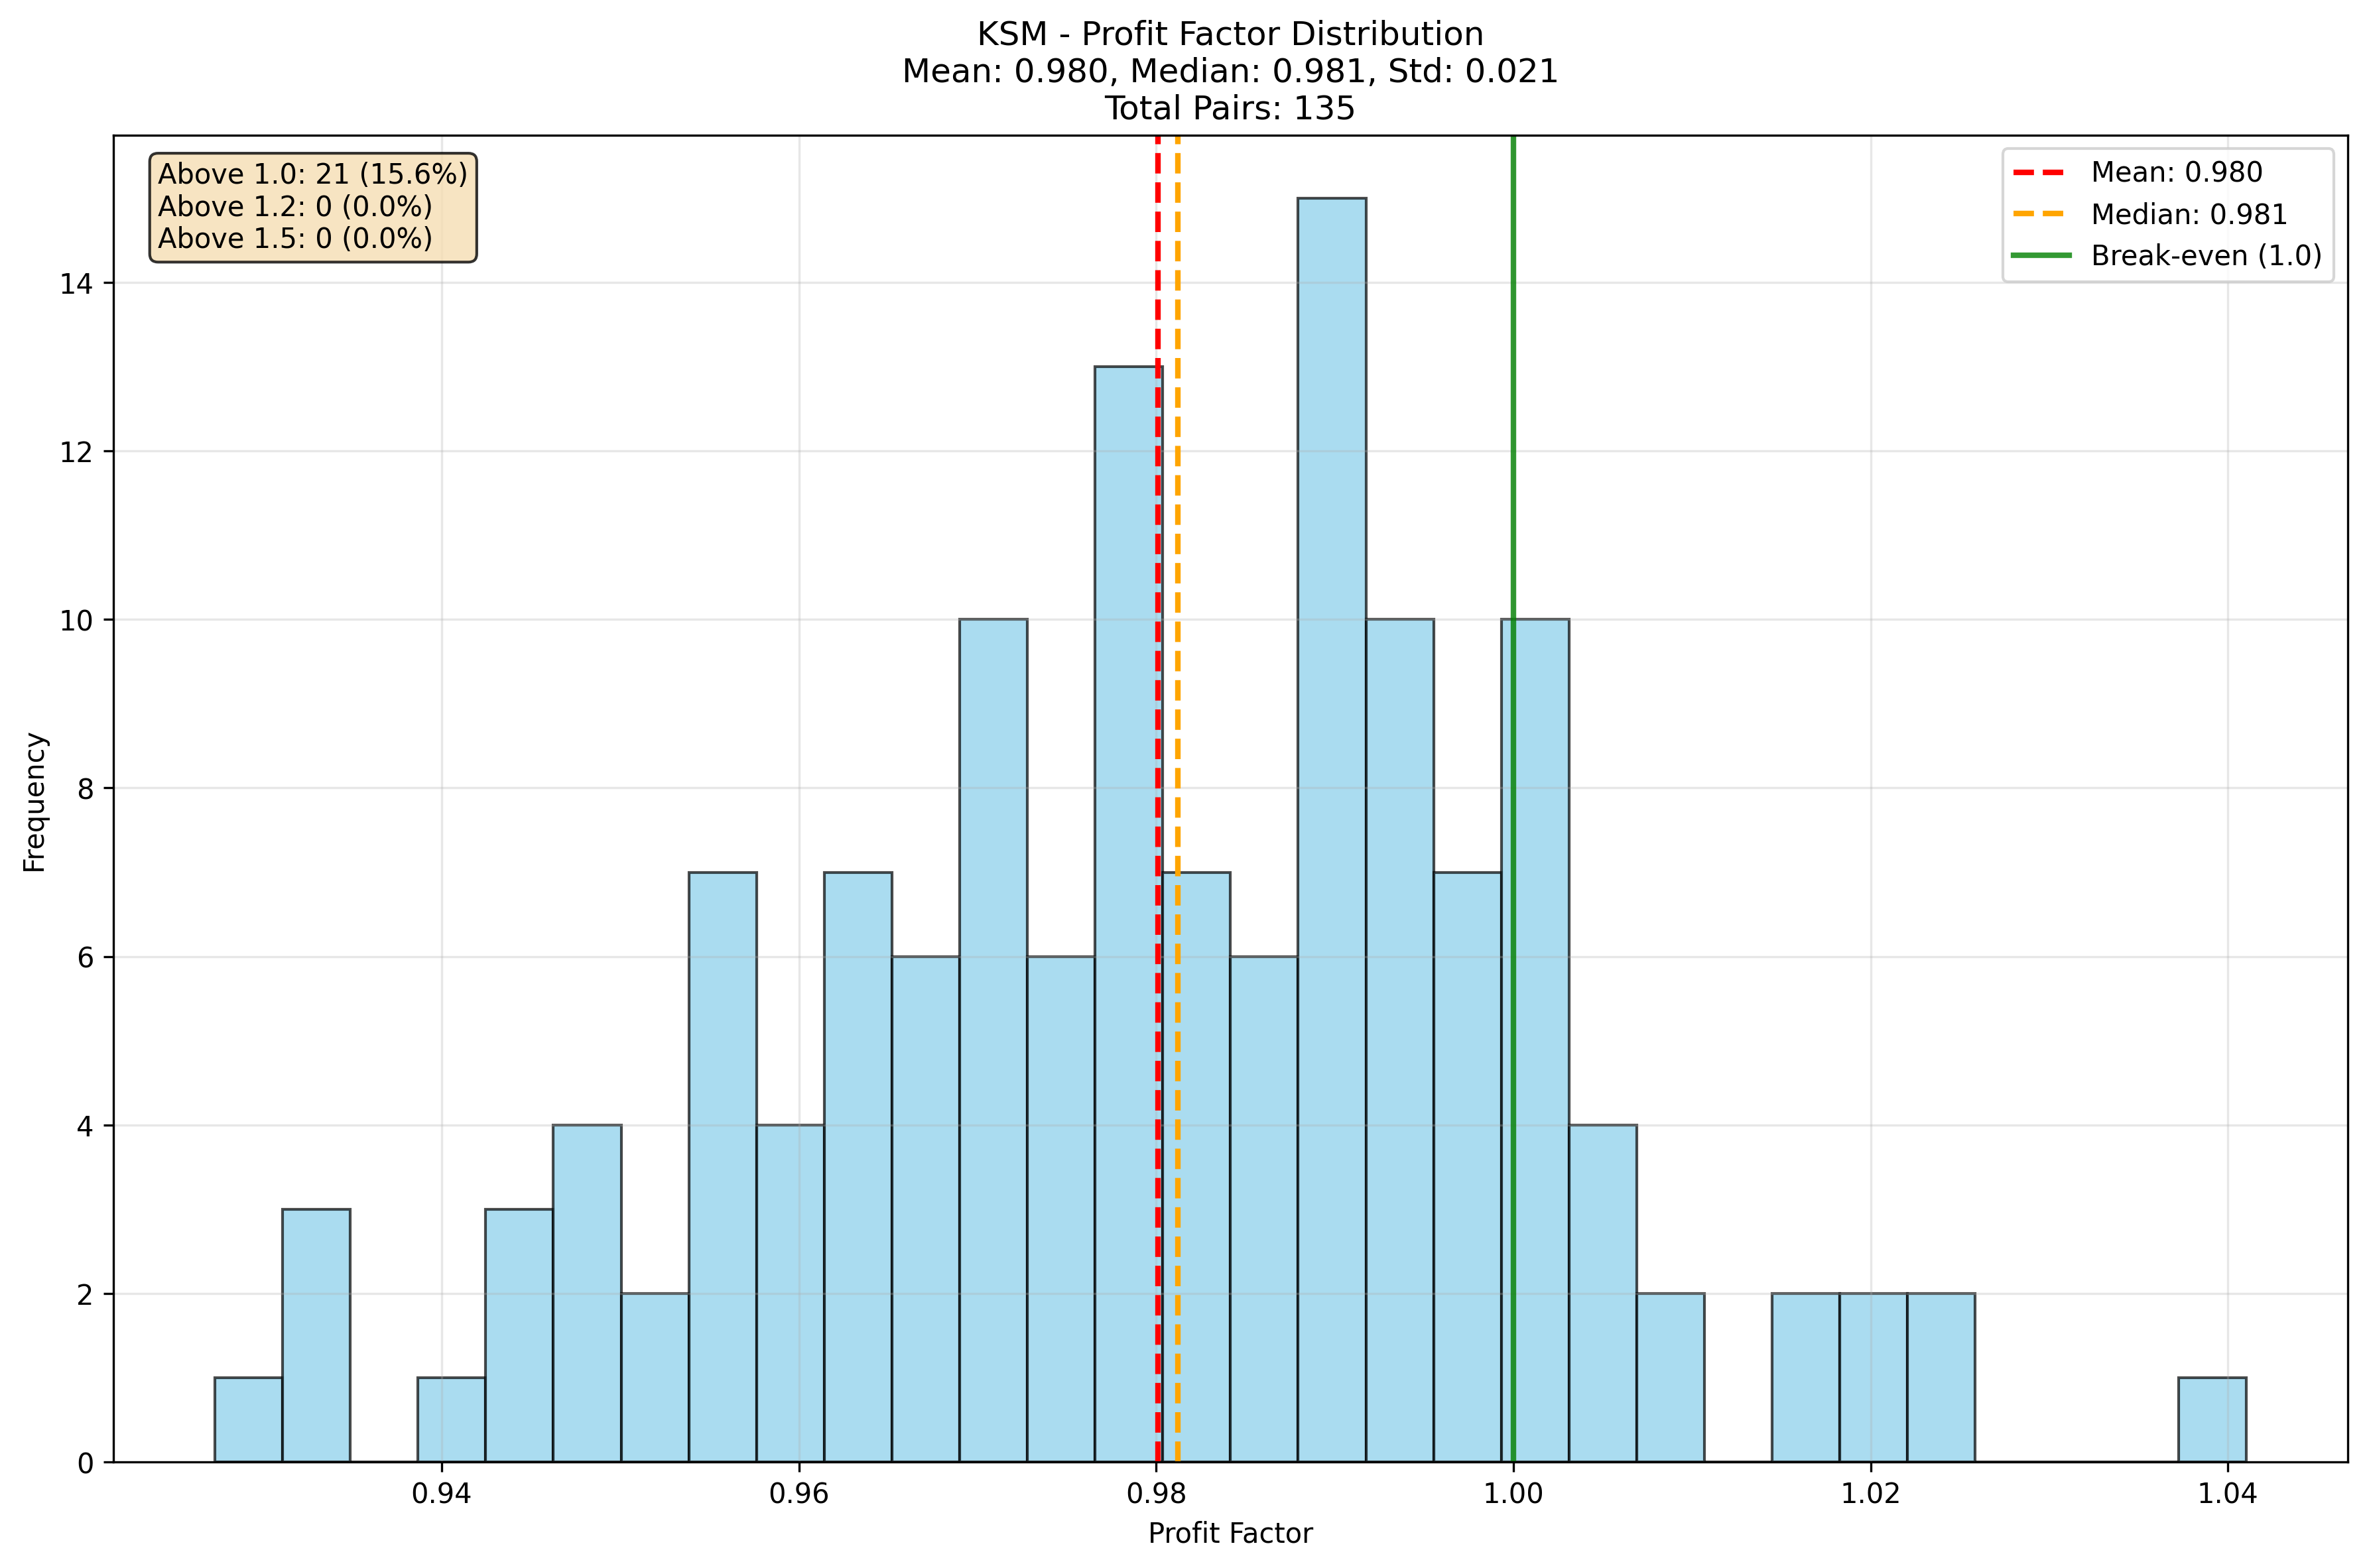 KSM - Profit Factor Distribution
Mean: 0.980, Median: 0.981, Std: 0.021
Total Pairs: 135
Above 1.0: 21 (15.6%)
Above 1.2: 0 (0.0%)
Above 1.5: 0 (0.0%)
Mean: 0.980
Median: 0.981
Break-even (1.0)
Frequency
14
12
10
8
6
4
2
0
0.94 0.96 0.98 1.00 1.02 1.04
Profit Factor